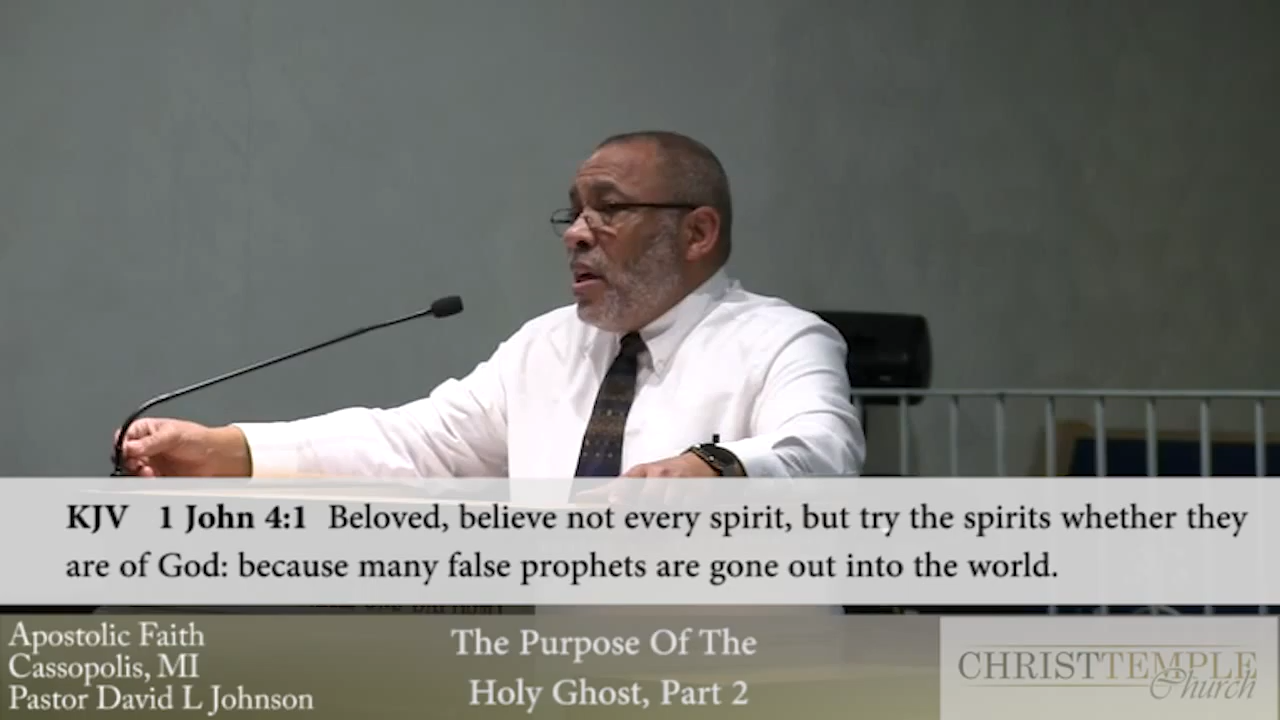 KJV 1 John 4:1 Beloved, believe not every spirit, but try the spirits whether they
are of God: because many false prophets are gone out into the world.
Apostolic Faith
Cassopolis, MI
Pastor David L Johnson
The Purpose Of The
Holy Ghost, Part 2
CHRISTTEMPLE
Church